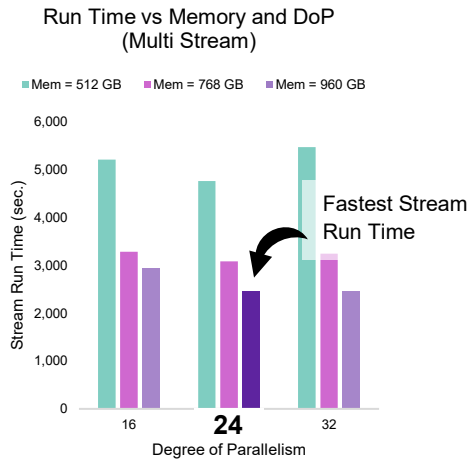 Run Time vs Memory and DoP
(Multi Stream)
Mem = 512 GB Mem = 768 GB Mem = 960 GB
6,000
5,000
4,000
3,000
2,000
1,000
0
Stream Run Time (sec.)
Fastest Stream
Run Time
16 24 32
Degree of Parallelism